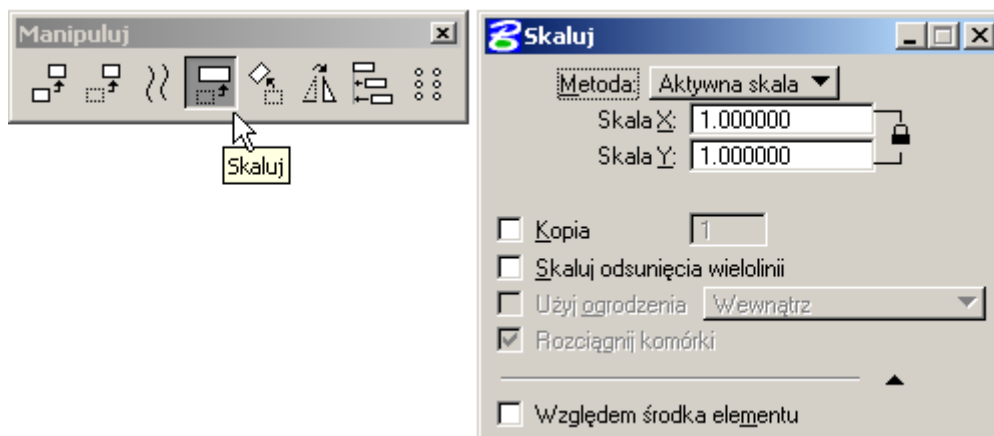 Manipuluj
Skaluj
Skaluj
Metoda: Aktywna skala
Skala X: 1.000000
Skala Y: 1.000000
Kopia 1
Skaluj odsunięcia wielolinii
Użyj ogrodzenia Wewnątrz
Rozciągnij komórki
Względem środka elementu